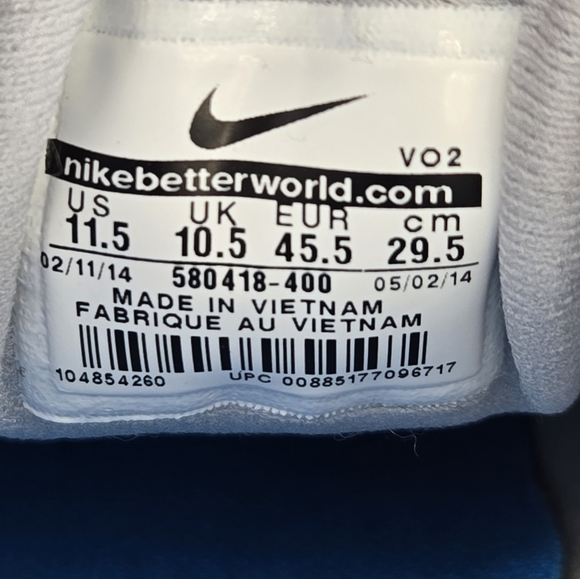 VO2
nikebetterworld.com
US UK EUR cm
11.5 10.5 45.5 29.5
02/11/14 580418-400 05/02/14
MADE IN VIETNAM
FABRIQUE AU VIETNAM
104854260 UPC 00885177096717